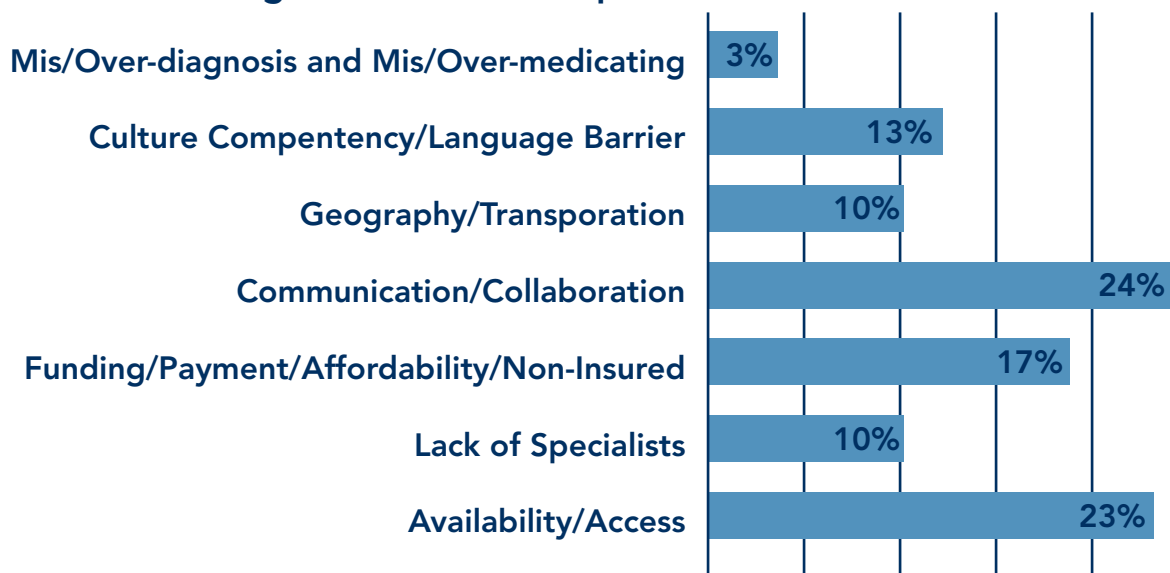 Mis/Over-diagnosis and Mis/Over-medicating 3%
Culture Compentency/Language Barrier 13%
Geography/Transporation 10%
Communication/Collaboration 24%
Funding/Payment/Affordability/Non-Insured 17%
Lack of Specialists 10%
Availability/Access 23%